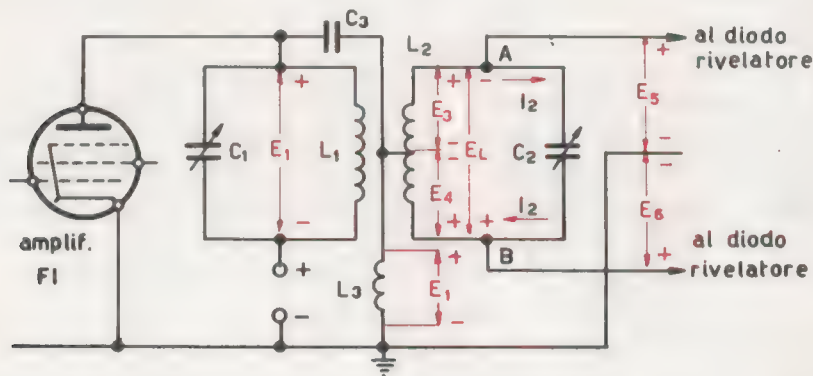 C3
L2
A
al diodo
rivelatore
+
+
+
-
I2
+
E3
E5
C1
E1
L1
-
-
EL
C2
-
-
-
E4
I2
E6
-
+
+
+
amplif.
FI
B
al diodo
rivelatore
+
+
L3
E1
-
-